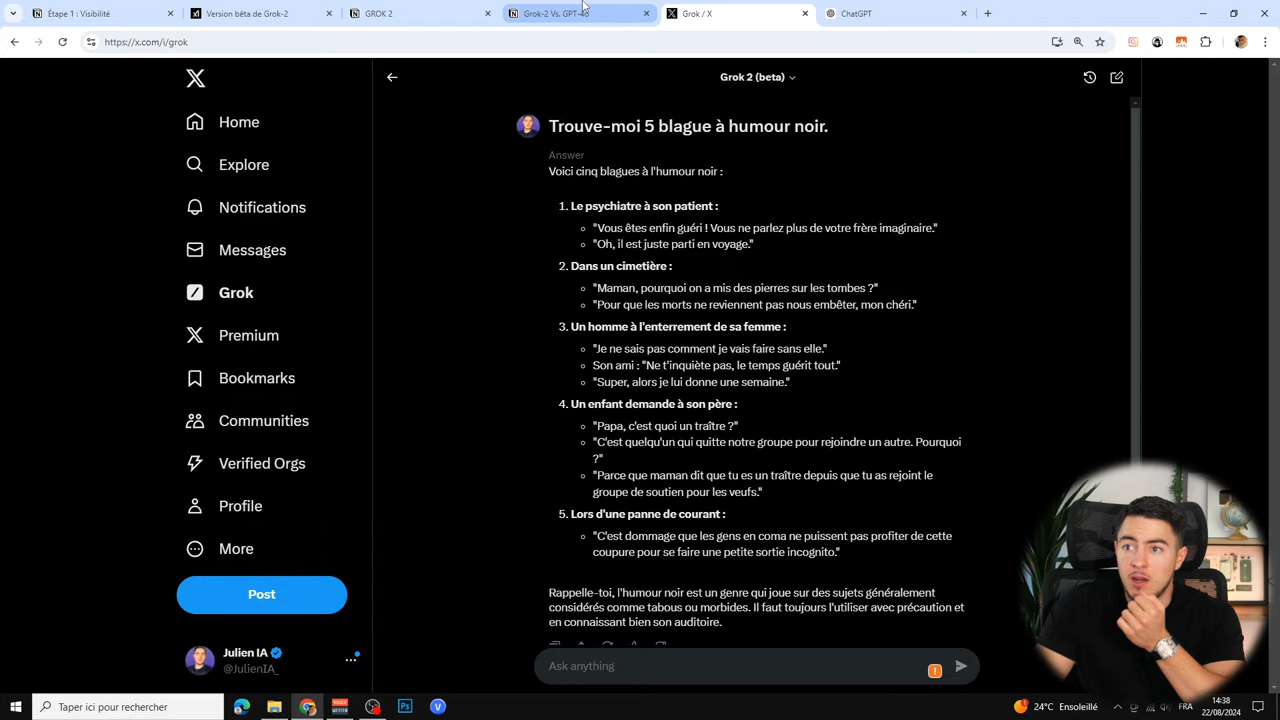 Étape 1 : Visibilité
Version bêta de Grok-2
GROK 2
Grok-2 Vs. GPT-4o
Grok / X
ChatGPT
https://x.com/i/grok
Grok 2 (beta)
Home
Explore
Notifications
Messages
Grok
Premium
Bookmarks
Communities
Verified Orgs
Profile
More
Post
Julien IA
@JulienIA_
Trouve-moi 5 blague à humour noir.
Answer
Voici cinq blagues à l'humour noir :
1. Le psychiatre à son patient :
"Vous êtes enfin guéri ! Vous ne parlez plus de votre frère imaginaire."
"Oh, il est juste parti en voyage."
2. Dans un cimetière :
"Maman, pourquoi on a mis des pierres sur les tombes ?"
"Pour que les morts ne reviennent pas nous embêter, mon chéri."
3. Un homme à l'enterrement de sa femme :
"Je ne sais pas comment je vais faire sans elle."
Son ami : "Ne t'inquiète pas, le temps guérit tout."
"Super, alors je lui donne une semaine."
4. Un enfant demande à son père :
"Papa, c'est quoi un traître ?"
"C'est quelqu'un qui quitte notre groupe pour rejoindre un autre. Pourquoi
?"
"Parce que maman dit que tu es un traître depuis que tu as rejoint le
groupe de soutien pour les veufs."
5. Lors d'une panne de courant :
"C'est dommage que les gens en coma ne puissent pas profiter de cette
coupure pour se faire une petite sortie incognito."
Rappelle-toi, l'humour noir est un genre qui joue sur des sujets généralement
considérés comme tabous ou morbides. Il faut toujours l'utiliser avec précaution et
en connaissant bien son auditoire.
Ask anything
Taper ici pour rechercher
VOICE
Ps
V
24°C Ensoleillé
FRA
14:38
22/08/2024